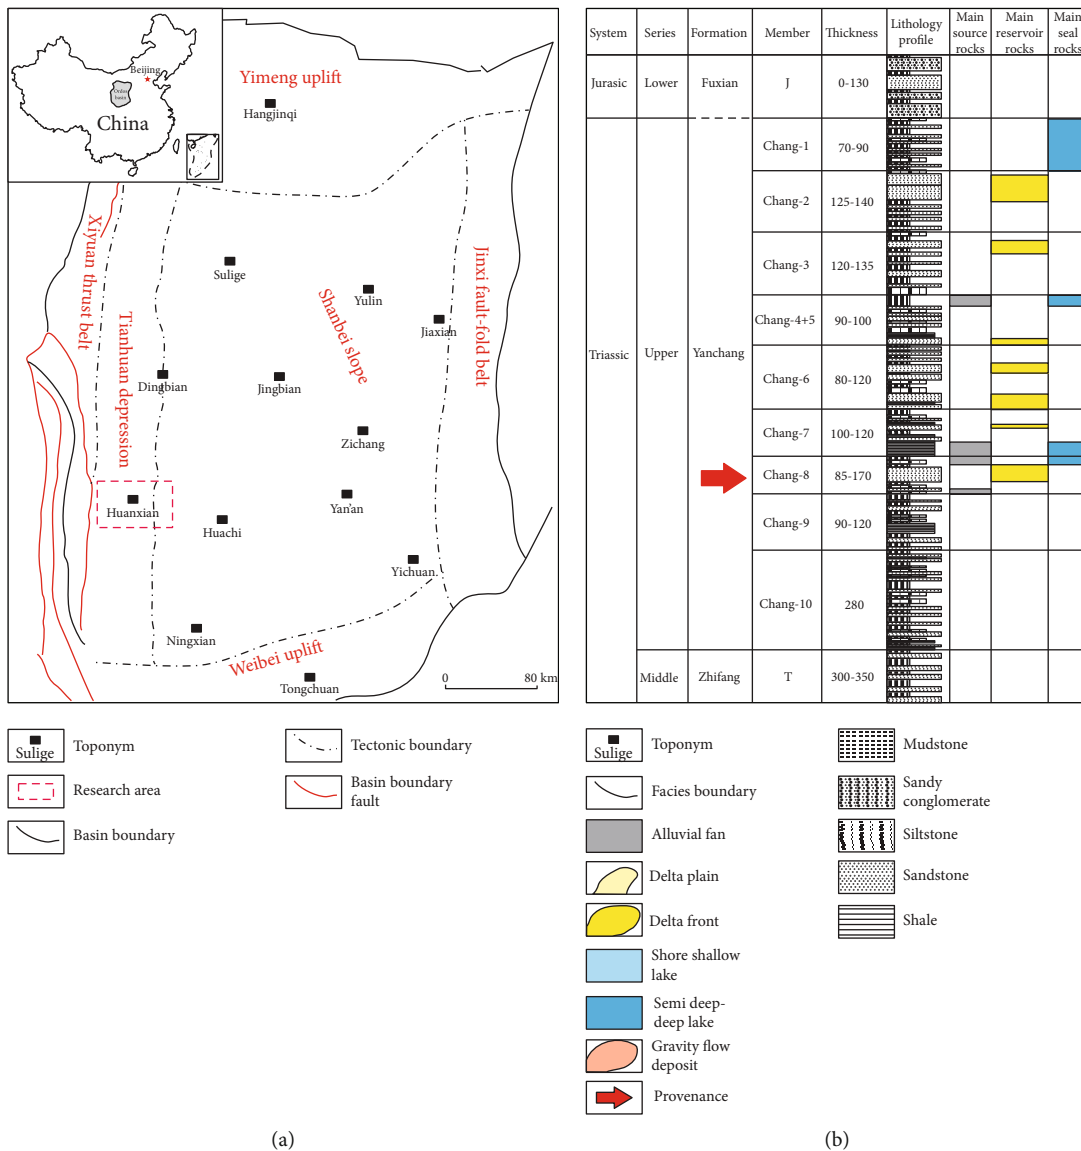 Beijing
Ordos
basin
China
Yimeng uplift
Hangjinqi
Xiyuan thrust belt
Tianhuan depression
Sulige
Yulin
Shanbei slope
Jiaxian
Jinxi fault-fold belt
Dingbian
Jingbian
Zichang
Huanxian
Huachi
Yan'an
Yichuan
Ningxian
Weibei uplift
Tongchuan
0 80 km
Sulige Toponym
Research area
Basin boundary
Tectonic boundary
Basin boundary
fault
(a)
System Series Formation Member Thickness Lithology
profile
Main
source
rocks
Main
reservoir
rocks
Main
seal
rocks
Jurasic Lower Fuxian J 0-130
Chang-1 70-90
Chang-2 125-140
Chang-3 120-135
Chang-4+5 90-100
Triassic Upper Yanchang
Chang-6 80-120
Chang-7 100-120
Chang-8 85-170
Chang-9 90-120
Chang-10 280
Middle Zhifang T 300-350
Sulige Toponym
Facies boundary
Alluvial fan
Delta plain
Delta front
Shore shallow
lake
Semi deep-
deep lake
Gravity flow
deposit
Provenance
Mudstone
Sandy
conglomerate
Siltstone
Sandstone
Shale
(b)